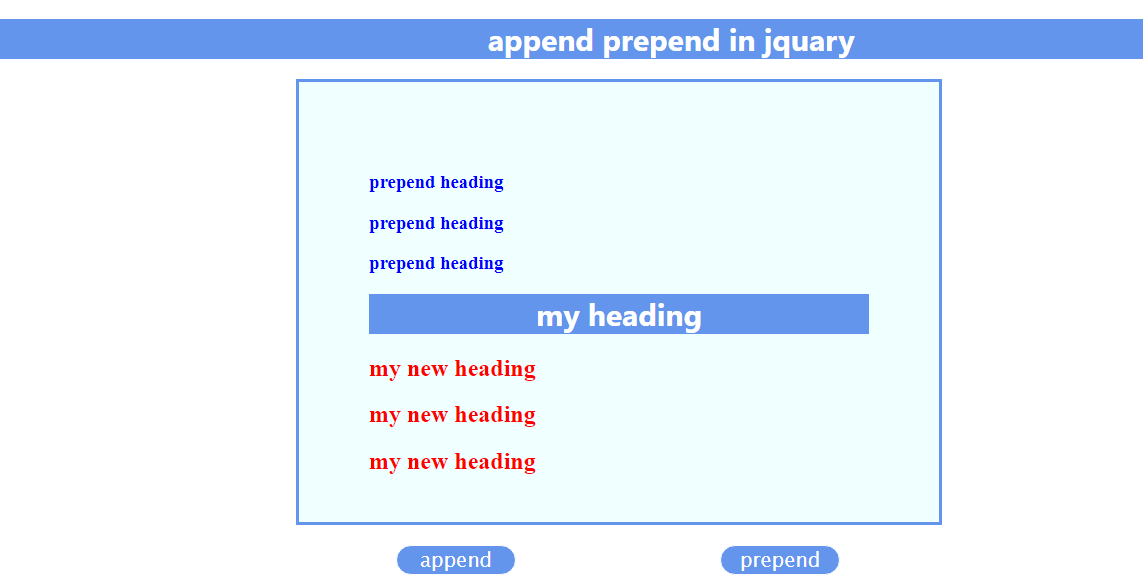 append prepend in jquary
prepend heading
prepend heading
prepend heading
my heading
my new heading
my new heading
my new heading
append
prepend